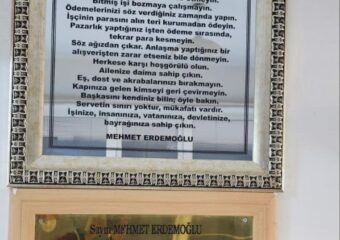 Bitmiş işi bozmaya çalışmayın.
Ödemelerinizi söz verdiğiniz zamanda yapın.
İşçinin parasını alın teri kurumadan ödeyin.
Pazarlık yaptığınız işten ödeme sırasında,
tekrar para kesmeyin.
Söz ağızdan çıkar. Anlaşma yaptığınız bir
alışverişten zarar etseniz bile dönmeyin.
Herkese karşı hoşgörülü olun.
Ailenize daima sahip çıkın.
Eş, dost ve akrabalarınızı bırakmayın.
Kapınıza gelen kimseyi geri çevirmeyin.
Başkasını kendiniz bilin; öyle bakın.
Servetin sınırı yoktur, mükafatı vardır.
İşinize, insanınıza, vatanınıza, devletinize,
bayrağınıza sahip çıkın.
MEHMET ERDEMOĞLU
Sayın MEHMET ERDEMOĞLU